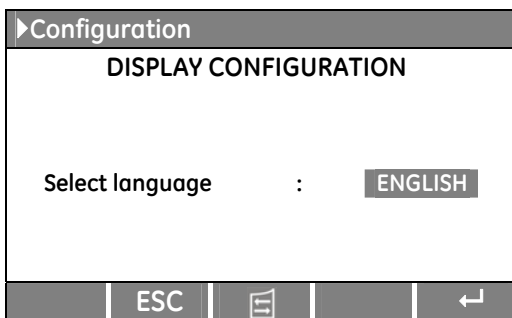 Configuration
DISPLAY CONFIGURATION
Select language : ENGLISH
ESC